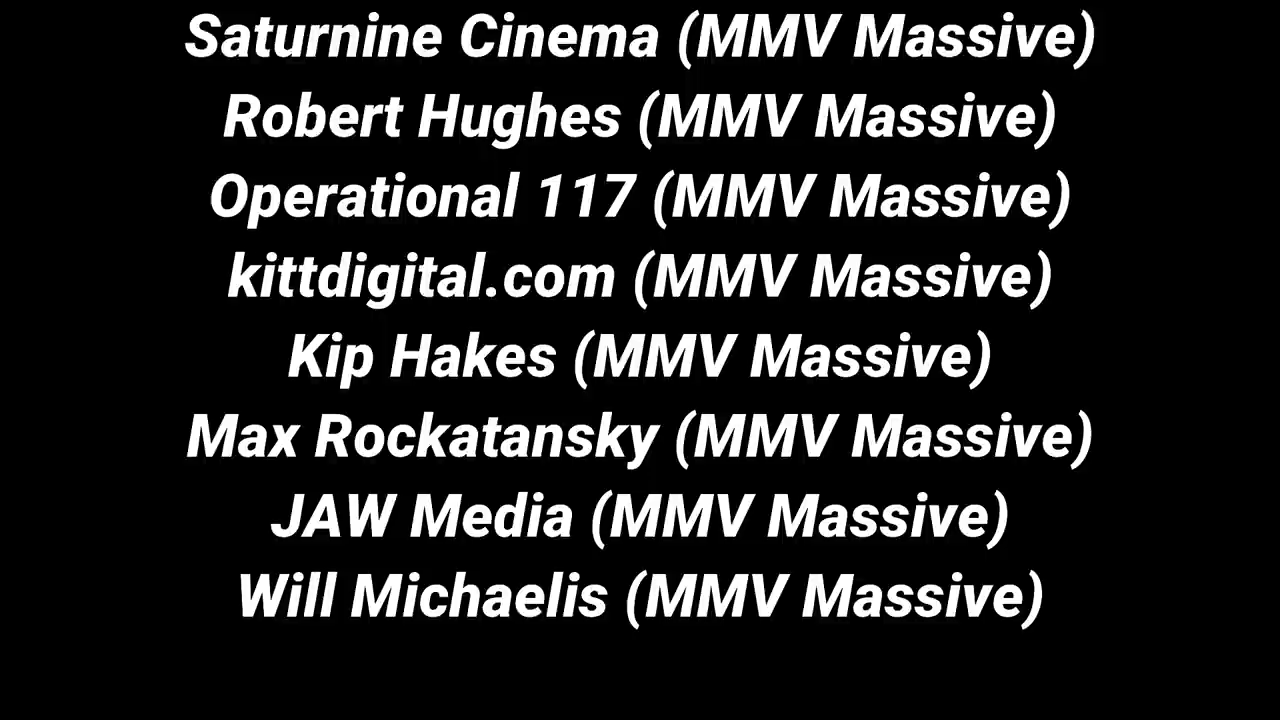 Saturnine Cinema (MMV Massive)
Robert Hughes (MMV Massive)
Operational 117 (MMV Massive)
kittdigital.com (MMV Massive)
Kip Hakes (MMV Massive)
Max Rockatansky (MMV Massive)
JAW Media (MMV Massive)
Will Michaelis (MMV Massive)